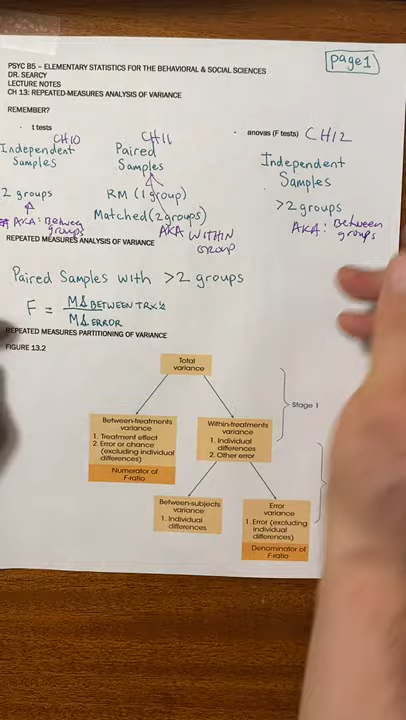 page 1
PSYC B5 – ELEMENTARY STATISTICS FOR THE BEHAVIORAL & SOCIAL SCIENCES
DR. SEARCY
LECTURE NOTES
CH 13: REPEATED-MEASURES ANALYSIS OF VARIANCE
REMEMBER?
- t tests
CH10
Independent
Samples
2 groups
AKA: Between
groups
CH11
Paired
Samples
RM (1 group)
Matched (2 groups)
AKA WITHIN
GROUP
- anovas (F tests) CH12
Independent
Samples
>2 groups
AKA: Between
groups
REPEATED MEASURES ANALYSIS OF VARIANCE
Paired Samples with >2 groups
F = MS BETWEEN TRX's
MS ERROR
REPEATED MEASURES PARTITIONING OF VARIANCE
FIGURE 13.2
Total
variance
Stage 1
Between-treatments
variance
1. Treatment effect
2. Error or chance
(excluding individual
differences)
Numerator of
F-ratio
Within-treatments
variance
1. Individual
differences
2. Other error
Between-subjects
variance
1. Individual
differences
Error
variance
1. Error (excluding
individual
differences)
Denominator of
F-ratio